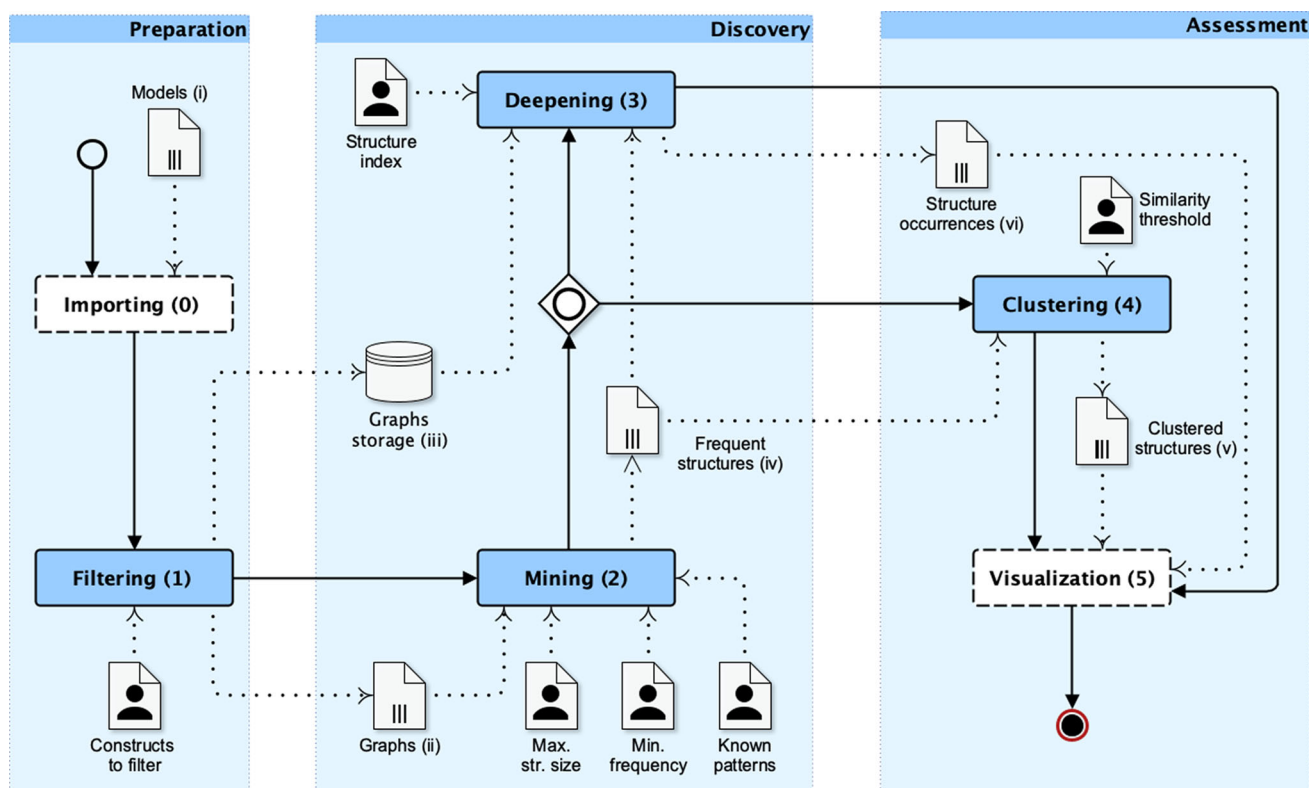 Preparation
Discovery
Assessment
Models (i)
Importing (0)
Filtering (1)
Constructs
to filter
Structure
index
Deepening (3)
Graphs
storage (iii)
Frequent
structures (iv)
Mining (2)
Graphs (ii)
Max.
str. size
Min.
frequency
Known
patterns
Structure
occurrences (vi)
Similarity
threshold
Clustering (4)
Clustered
structures (v)
Visualization (5)